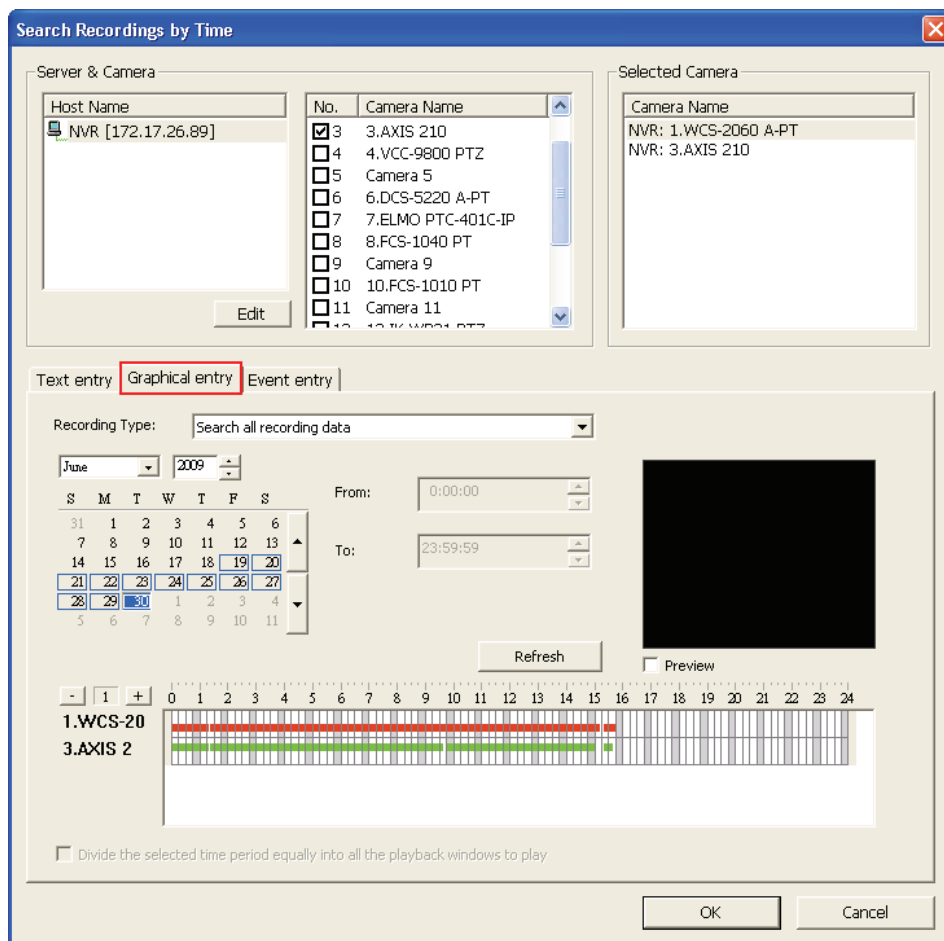 Search Recordings by Time
Server & Camera
Host Name
NVR [172.17.26.89]
Edit
No. Camera Name
3 3.AXIS 210
4 4.VCC-9800 PTZ
5 Camera 5
6 6.DCS-5220 A-PT
7 7.ELMO PTC-401C-IP
8 8.FCS-1040 PT
9 Camera 9
10 10.FCS-1010 PT
11 Camera 11
Selected Camera
Camera Name
NVR: 1.WCS-2060 A-PT
NVR: 3.AXIS 210
Text entry Graphical entry Event entry
Recording Type: Search all recording data
June 2009
S M T W T F S
31 1 2 3 4 5 6
7 8 9 10 11 12 13
14 15 16 17 18 19 20
21 22 23 24 25 26 27
28 29 30 1 2 3 4
5 6 7 8 9 10 11
From: 0:00:00
To: 23:59:59
Refresh
Preview
- 1 + 0 1 2 3 4 5 6 7 8 9 10 11 12 13 14 15 16 17 18 19 20 21 22 23 24
1.WCS-20
3.AXIS 2
Divide the selected time period equally into all the playback windows to play
OK Cancel